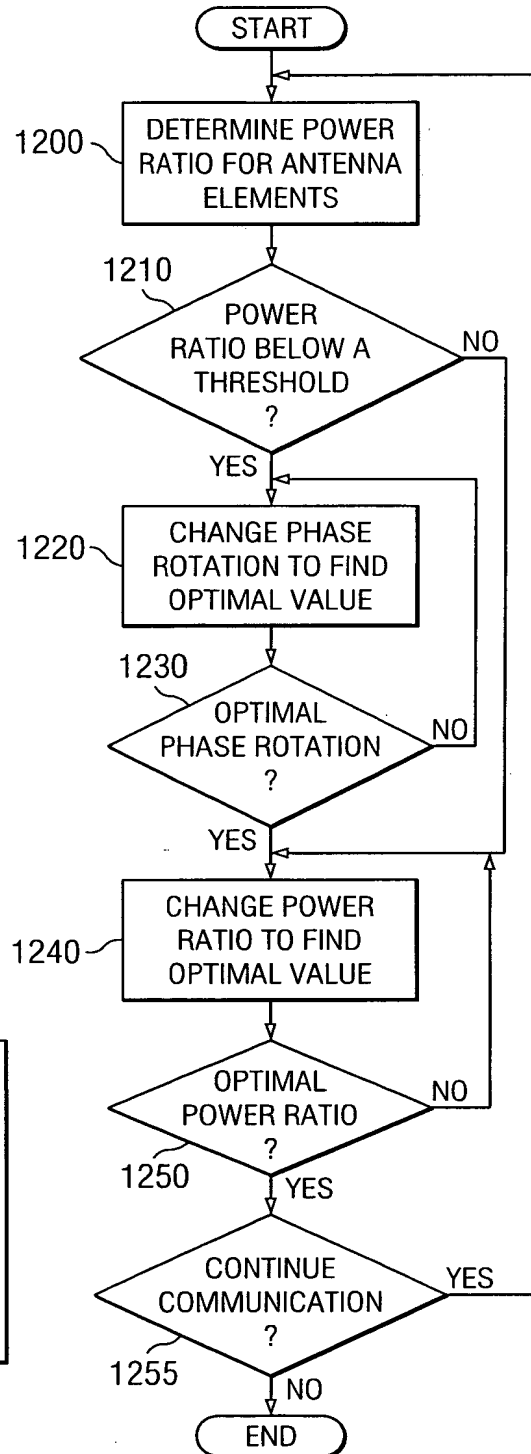 START
1200
DETERMINE POWER
RATIO FOR ANTENNA
ELEMENTS
1210
POWER
RATIO BELOW A
THRESHOLD
?
NO
YES
1220
CHANGE PHASE
ROTATION TO FIND
OPTIMAL VALUE
1230
OPTIMAL
PHASE ROTATION
?
NO
YES
1240
CHANGE POWER
RATIO TO FIND
OPTIMAL VALUE
OPTIMAL
POWER RATIO
?
NO
1250
YES
CONTINUE
COMMUNICATION
?
YES
1255
NO
END